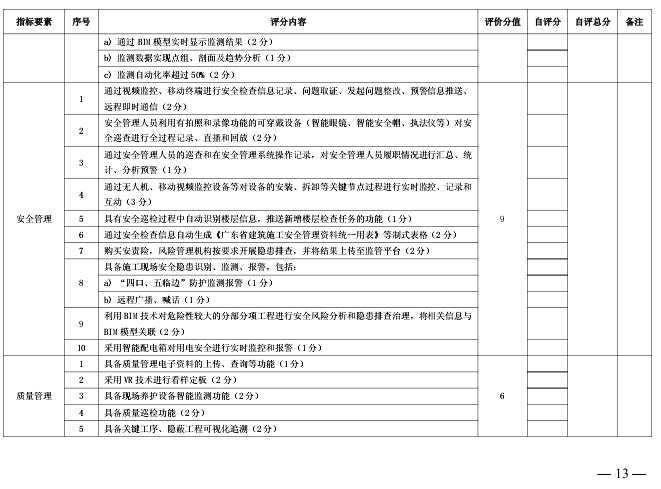 指标要素 序号 评分内容 评价分值 自评分 自评总分 备注
a) 通过 BIM 模型实时显示监测结果（2 分）
b) 监测数据实现点组、剖面及趋势分析（1 分）
c) 监测自动化率超过 50%（2 分）
安全管理 9
1 通过视频监控、移动终端进行安全检查信息记录、问题取证、发起问题整改、预警信息推送、
远程即时通信（2 分）
2 安全管理人员利用有拍照和录像功能的可穿戴设备（智能眼镜、智能安全帽、执法仪等）对安
全巡查进行全过程记录、直播和回放（2 分）
3 通过安全管理人员的巡查和在安全管理系统操作记录，对安全管理人员履职情况进行汇总、统
计、分析预警（1 分）
4 通过无人机、移动视频监控设备等对设备的安装、拆卸等关键节点过程进行实时监控、记录和
互动（3 分）
5 具有安全巡检过程中自动识别楼层信息，推送新增楼层检查任务的功能（1 分）
6 通过安全检查信息自动生成《广东省建筑施工安全管理资料统一用表》等制式表格（2 分）
7 购买安责险，风险管理机构按要求开展隐患排查，并将结果上传至监管平台（2 分）
8 具备施工现场安全隐患识别、监测、报警，包括：
a) “四口、五临边”防护监测报警（1 分）
b) 远程广播、喊话（1 分）
9 利用 BIM 技术对危险性较大的分部分项工程进行安全风险分析和隐患排查治理，将相关信息与
BIM 模型关联（2 分）
10 采用智能配电箱对用电安全进行实时监控和报警（1 分）
质量管理 6
1 具备质量管理电子资料的上传、查询等功能（1 分）
2 采用 VR 技术进行看样定板（2 分）
3 具备现场养护设备智能监测功能（2 分）
4 具备质量巡检功能（2 分）
5 具备关键工序、隐蔽工程可视化追溯（2 分）
— 13 —